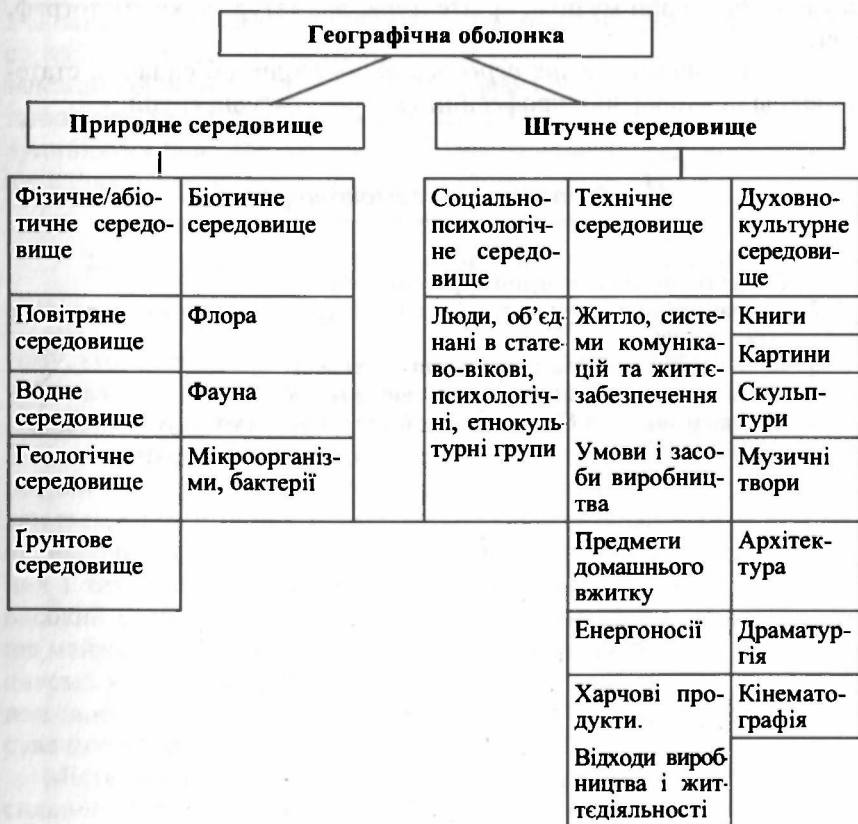 Географічна оболонка
Природне середовище
Штучне середовище
Фізичне/абіо-
тичне середо-
вище
Біотичне
середовище
Соціально-
психологіч-
не середо-
вище
Технічне
середовище
Духовно-
культурне
середови-
ще
Повітряне
середовище
Флора
Водне
середовище
Фауна
Геологічне
середовище
Мікроорганіз-
ми, бактерії
Ґрунтове
середовище
Люди, об’єд-
нані в стате-
во-вікові,
психологіч-
ні, етнокуль-
турні групи
Житло, систе-
ми комуніка-
цій та життє-
забезпечення
Умови і засо-
би виробниц-
тва
Предмети
домашнього
вжитку
Енергоносії
Харчові про-
дукти.
Відходи вироб-
ництва і жит-
тєдіяльності
Книги
Картини
Скульп-
тури
Музичні
твори
Архітек-
тура
Драматур-
гія
Кінемато-
графія